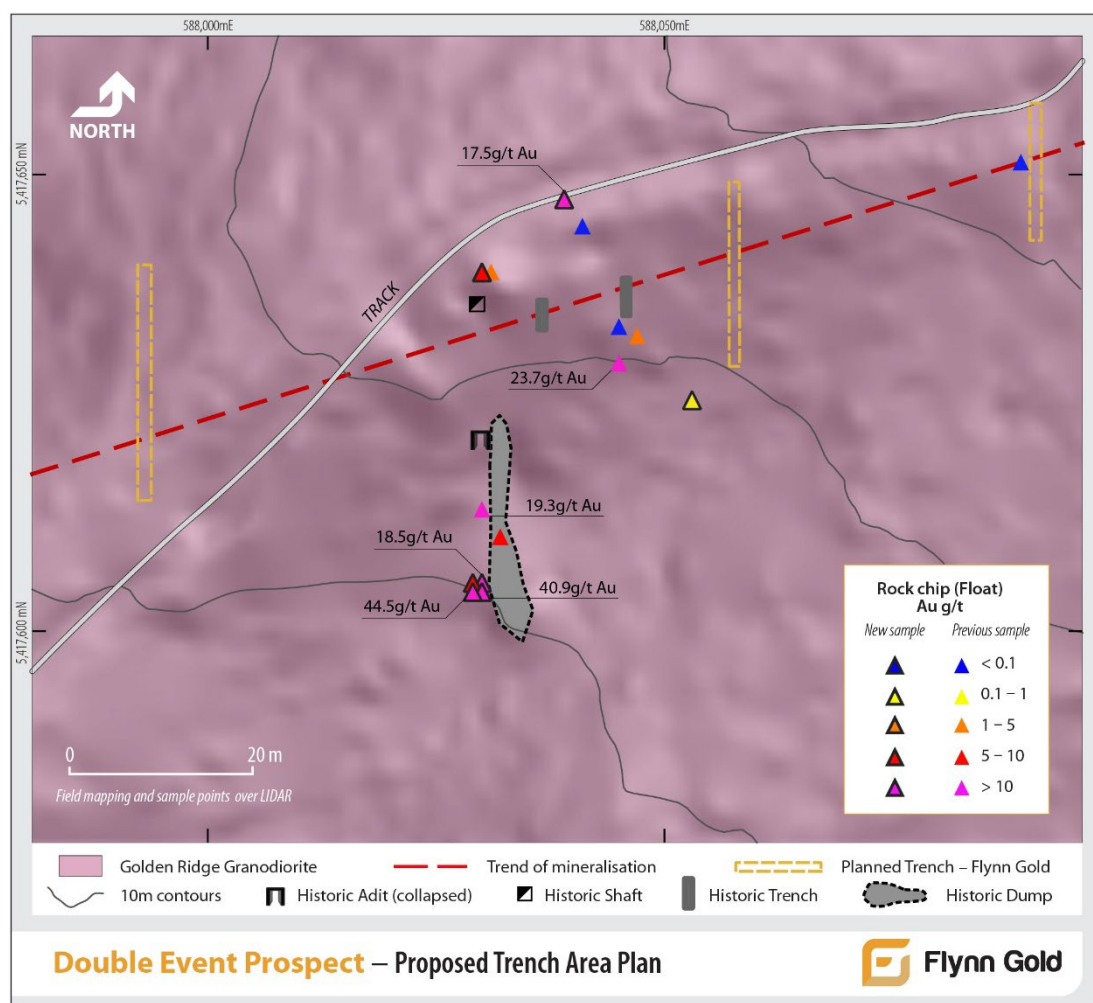 588,000mE
588,050mE
NORTH
17.5g/t Au
5,417,650 mN
TRACK
23.7g/t Au
19.3g/t Au
18.5g/t Au
40.9g/t Au
44.5g/t Au
5,417,600 mN
Rock chip (Float)
Au g/t
New sample Previous sample
< 0.1
0.1 – 1
1 – 5
5 – 10
> 10
0 20 m
Field mapping and sample points over LIDAR
Golden Ridge Granodiorite Trend of mineralisation Planned Trench – Flynn Gold
10m contours Historic Adit (collapsed) Historic Shaft Historic Trench Historic Dump
Double Event Prospect – Proposed Trench Area Plan
Flynn Gold